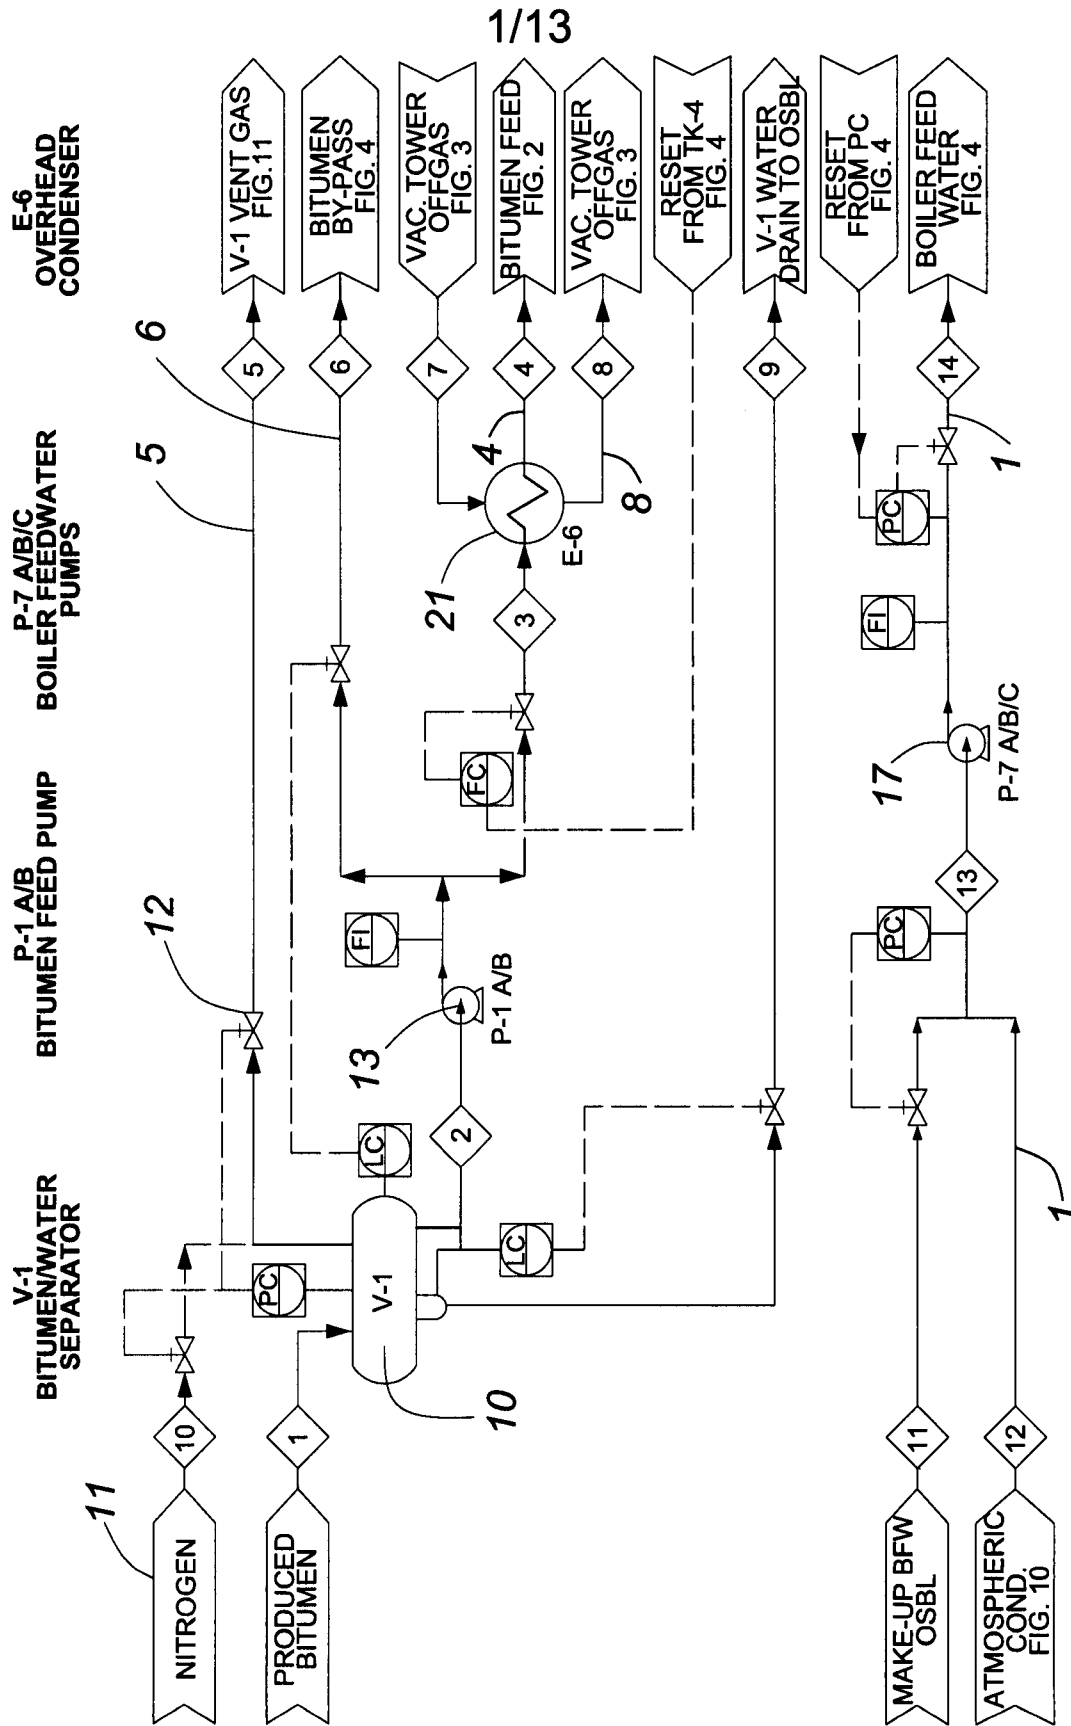 1/13
V-1
BITUMEN/WATER
SEPARATOR
P-1 A/B
BITUMEN FEED PUMP
P-7 A/B/C
BOILER FEEDWATER
PUMPS
E-6
OVERHEAD
CONDENSER
11
NITROGEN
10
PC
12
5
5
V-1 VENT GAS
FIG.11
PRODUCED
BITUMEN
1
V-1
10
LC
LC
2
13
P-1 A/B
FI
6
6
BITUMEN
BY-PASS
FIG. 4
7
VAC. TOWER
OFFGAS
FIG. 3
FC
3
21
E-6
4
4
BITUMEN FEED
FIG. 2
8
8
VAC. TOWER
OFFGAS
FIG. 3
RESET
FROM TK-4
FIG. 4
9
V-1 WATER
DRAIN TO OSBL
RESET
FROM PC
FIG. 4
MAKE-UP BFW
OSBL
11
PC
ATMOSPHERIC
COND.
FIG. 10
12
1
13
17
P-7 A/B/C
FI
PC
1
14
BOILER FEED
WATER
FIG. 4